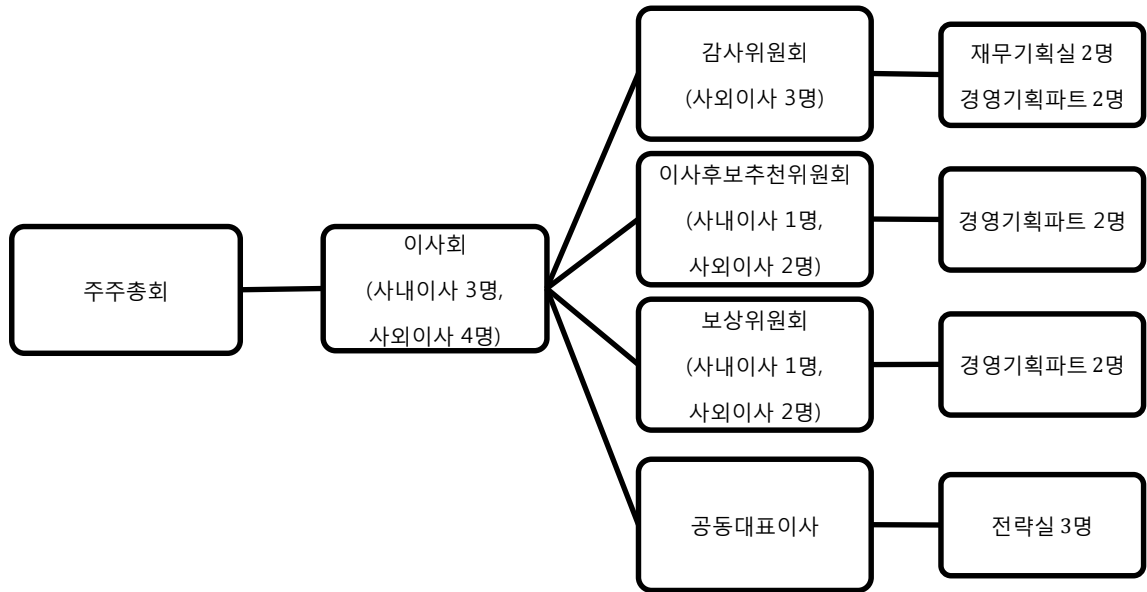 주주총회
이사회
(사내이사 3명,
사외이사 4명)
감사위원회
(사외이사 3명)
재무기획실 2명
경영기획파트 2명
이사후보추천위원회
(사내이사 1명,
사외이사 2명)
경영기획파트 2명
보상위원회
(사내이사 1명,
사외이사 2명)
경영기획파트 2명
공동대표이사
전략실 3명